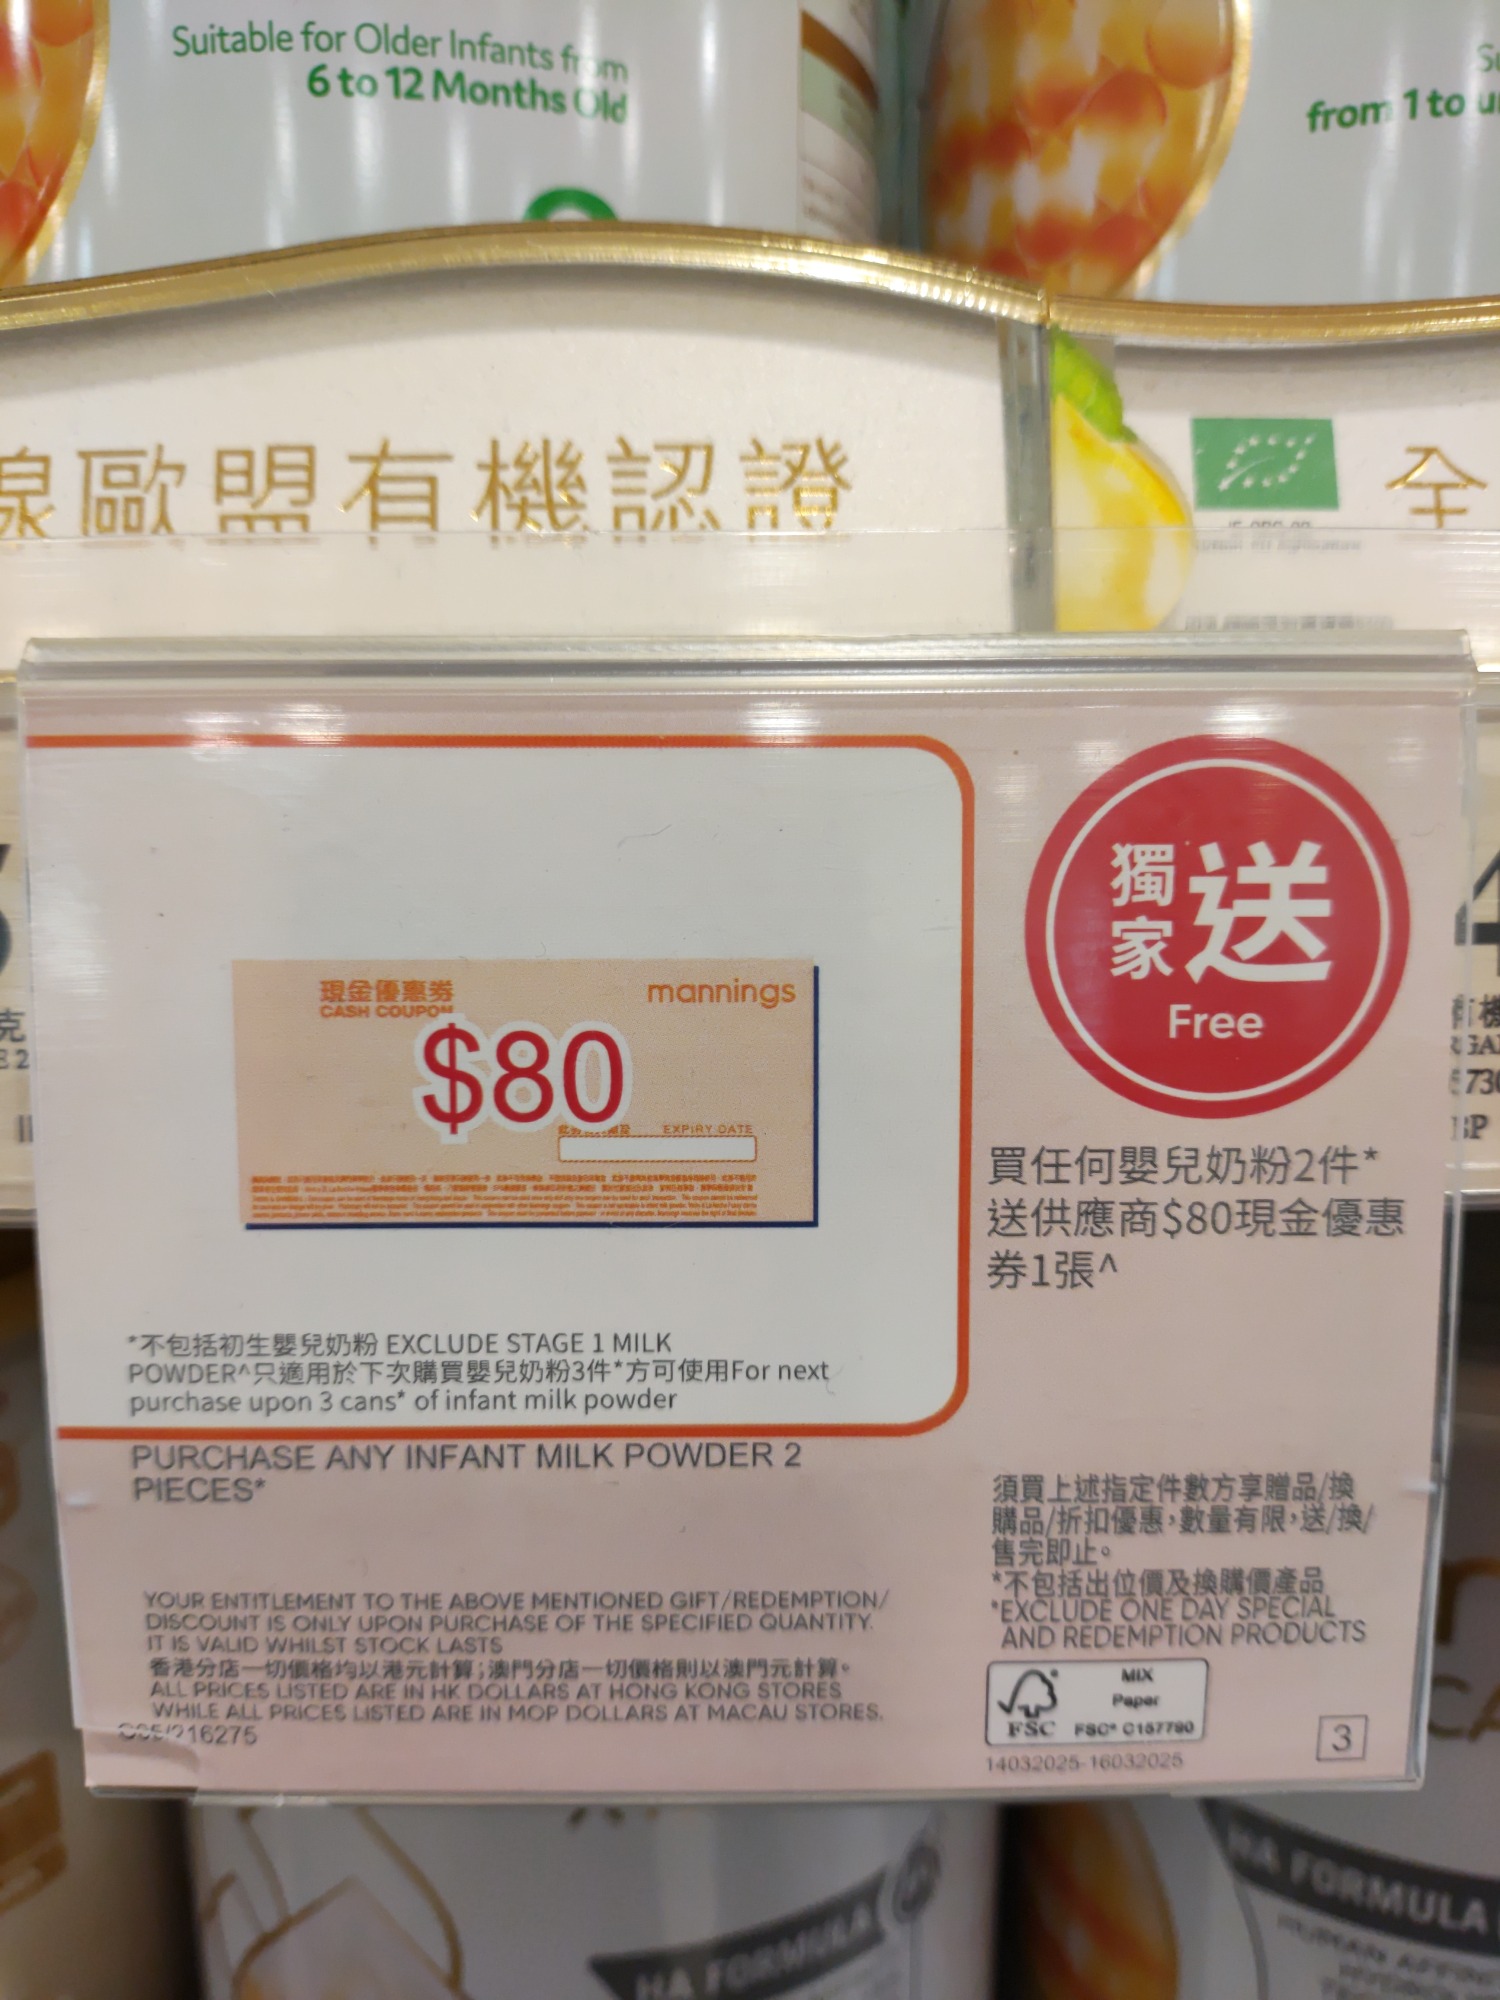 Suitable for Older Infants from
6 to 12 Months Old
from 1 to
歐盟有機認證
全
獨家送
Free
現金優惠券
CASH COUPON
mannings
$80
EXPIRY DATE
買任何嬰兒奶粉2件*
送供應商$80現金優惠
券1張^
*不包括初生嬰兒奶粉 EXCLUDE STAGE 1 MILK
POWDER^只適用於下次購買嬰兒奶粉3件*方可使用For next
purchase upon 3 cans* of infant milk powder
PURCHASE ANY INFANT MILK POWDER 2
PIECES*
須買上述指定件數方享贈品/換
購品/折扣優惠,數量有限,送/換/
售完即止。
*不包括出位價及換購價產品
*EXCLUDE ONE DAY SPECIAL
AND REDEMPTION PRODUCTS
YOUR ENTITLEMENT TO THE ABOVE MENTIONED GIFT/REDEMPTION/
DISCOUNT IS ONLY UPON PURCHASE OF THE SPECIFIED QUANTITY.
IT IS VALID WHILST STOCK LASTS
香港分店一切價格均以港元計算;澳門分店一切價格則以澳門元計算。
ALL PRICES LISTED ARE IN HK DOLLARS AT HONG KONG STORES
WHILE ALL PRICES LISTED ARE IN MOP DOLLARS AT MACAU STORES.
FSC
MIX
Paper
FSC® C157790
14032025-16032025
3
HA FORMULA
HA FORMULA